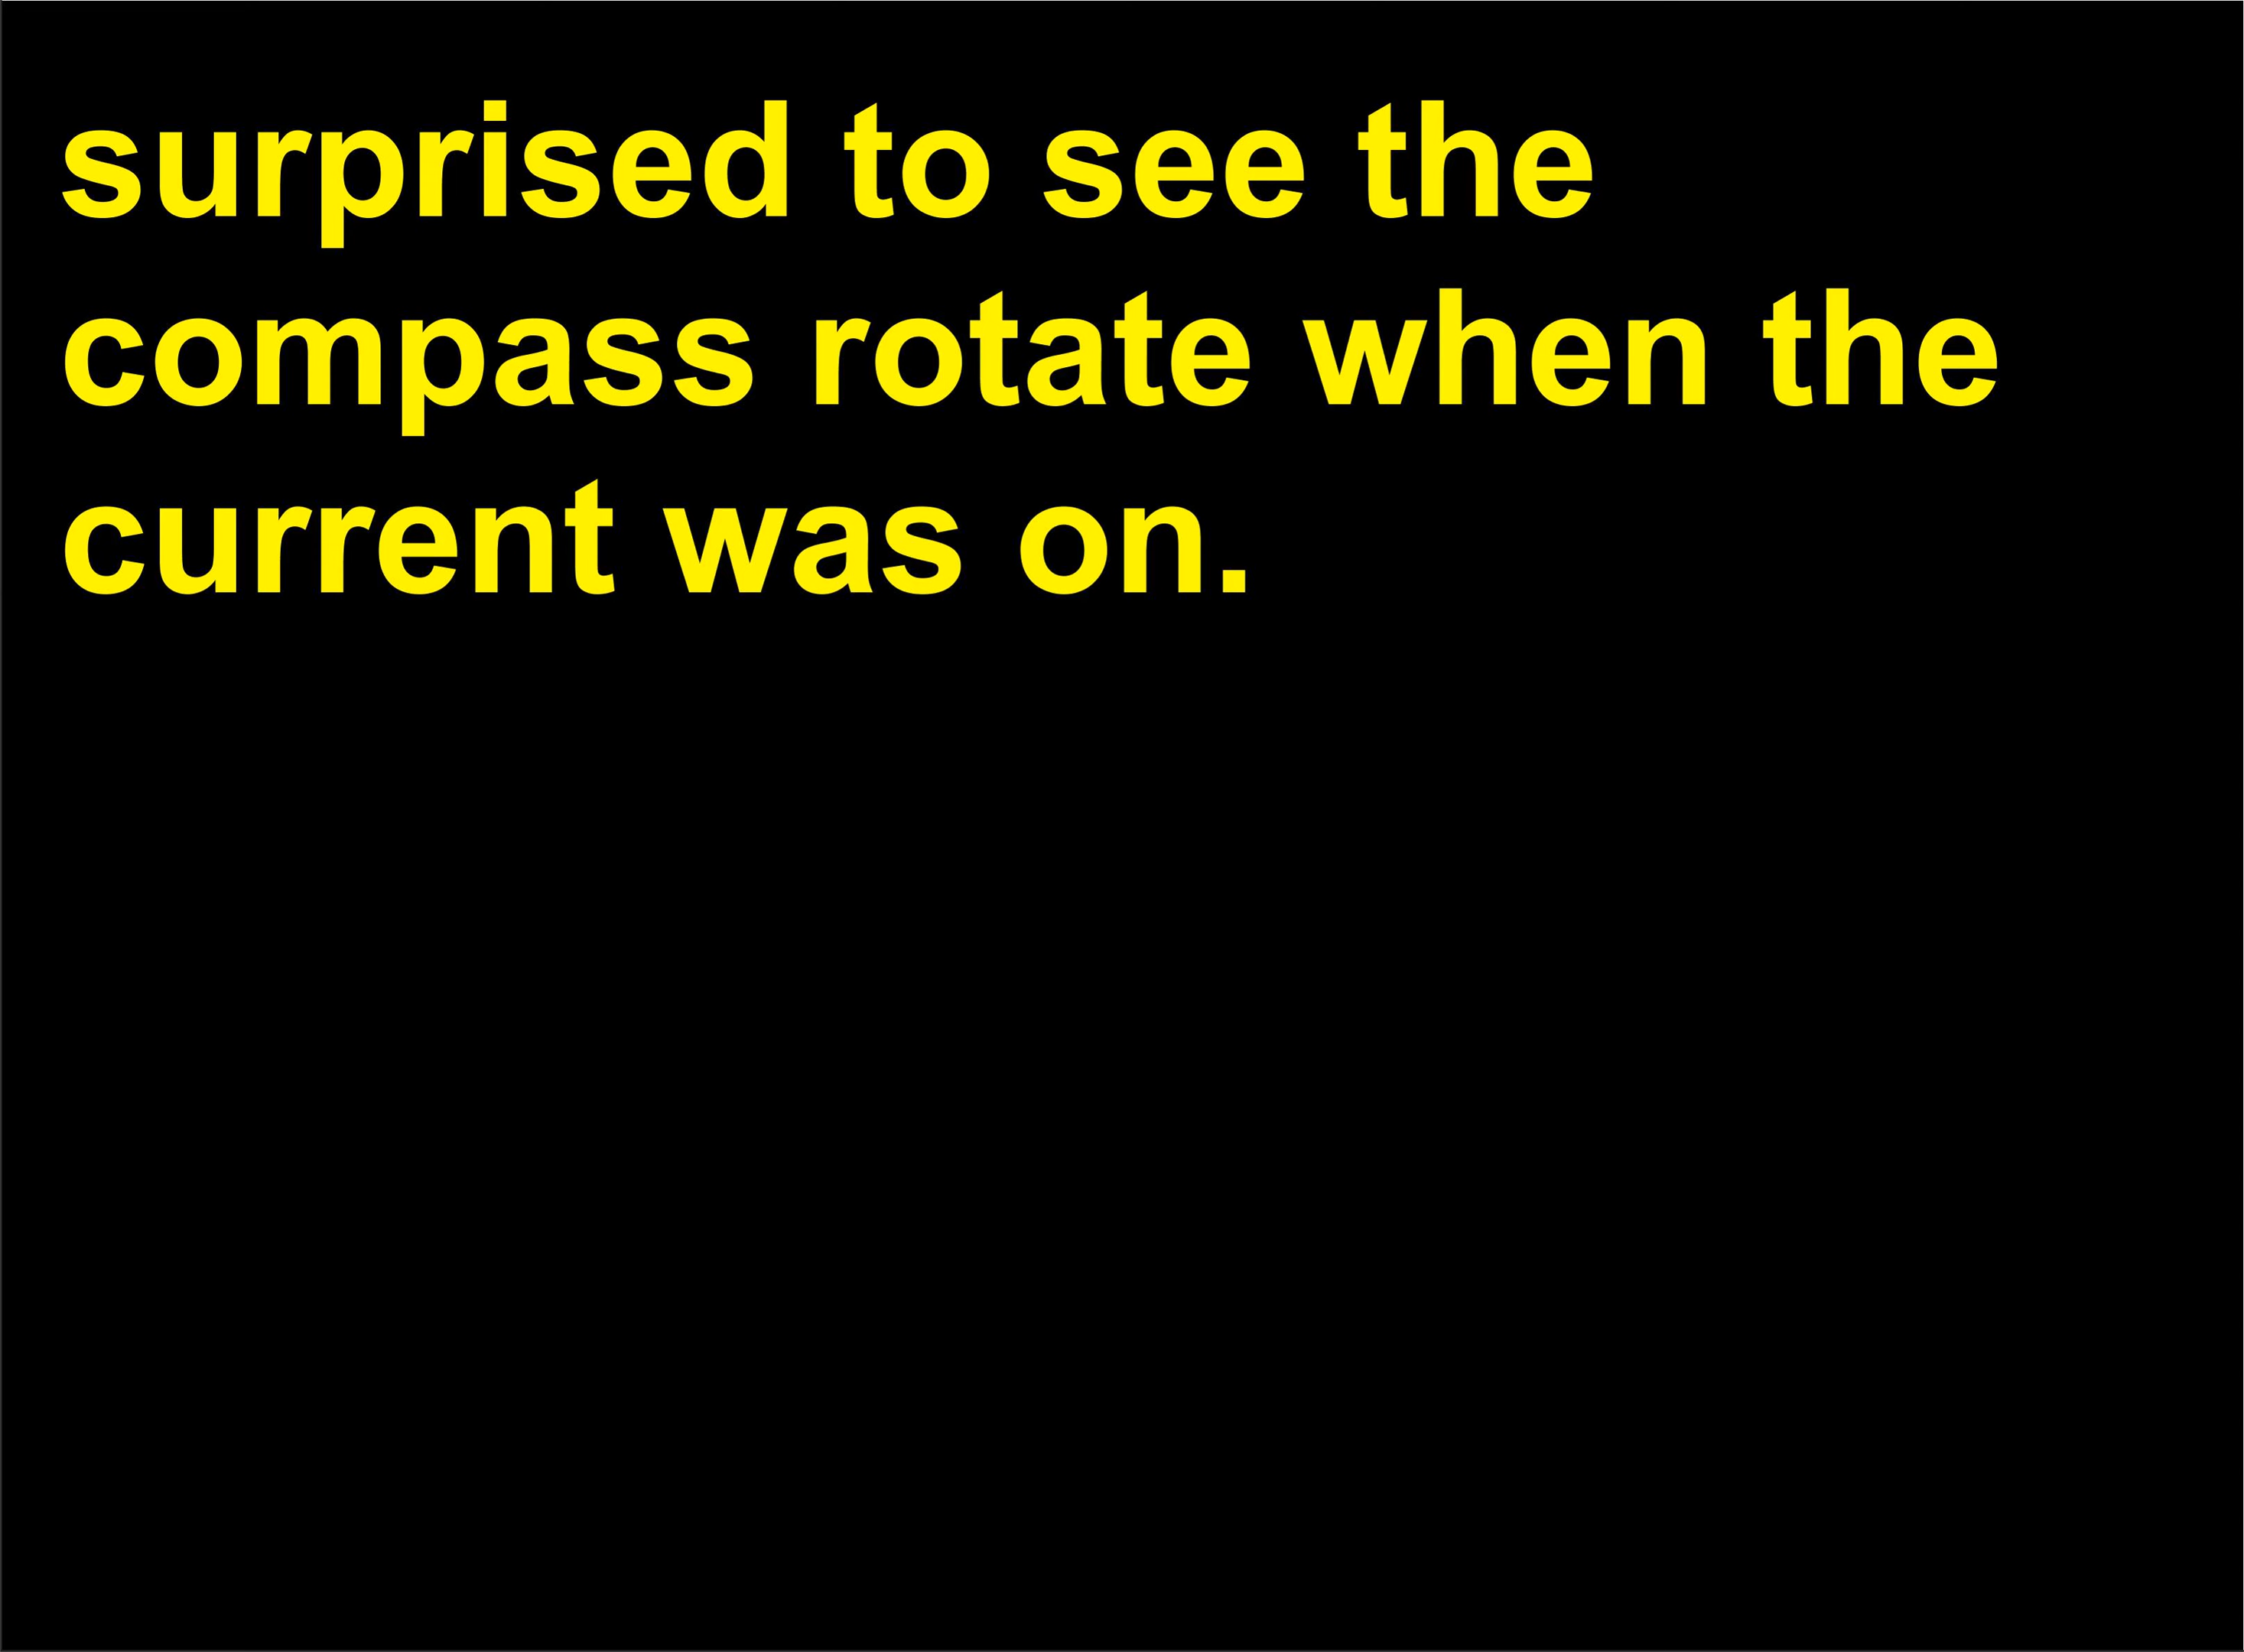 surprised to see the
compass rotate when the
current was on.